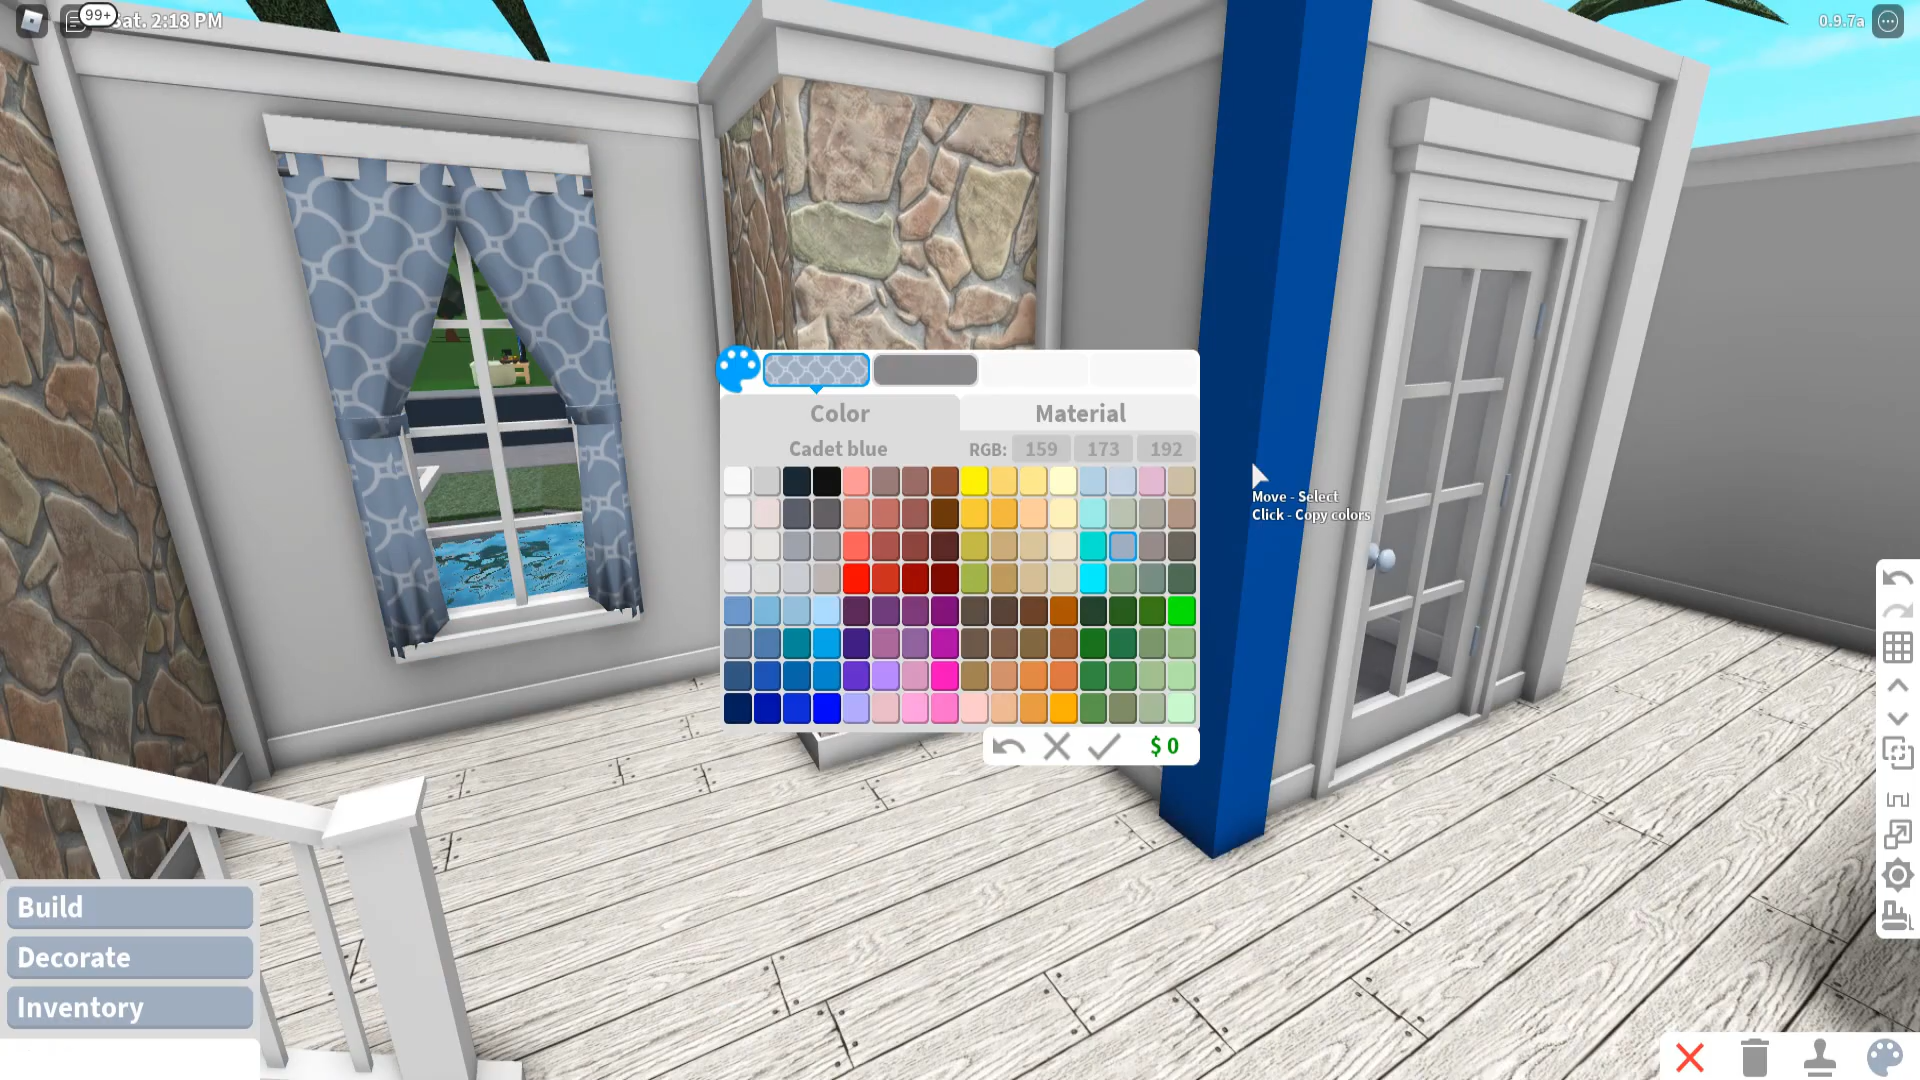 99+
Sat. 2:18 PM
0.9.7a
Color
Material
Cadet blue
RGB: 159 173 192
Move - Select
Click - Copy colors
$ 0
Build
Decorate
Inventory